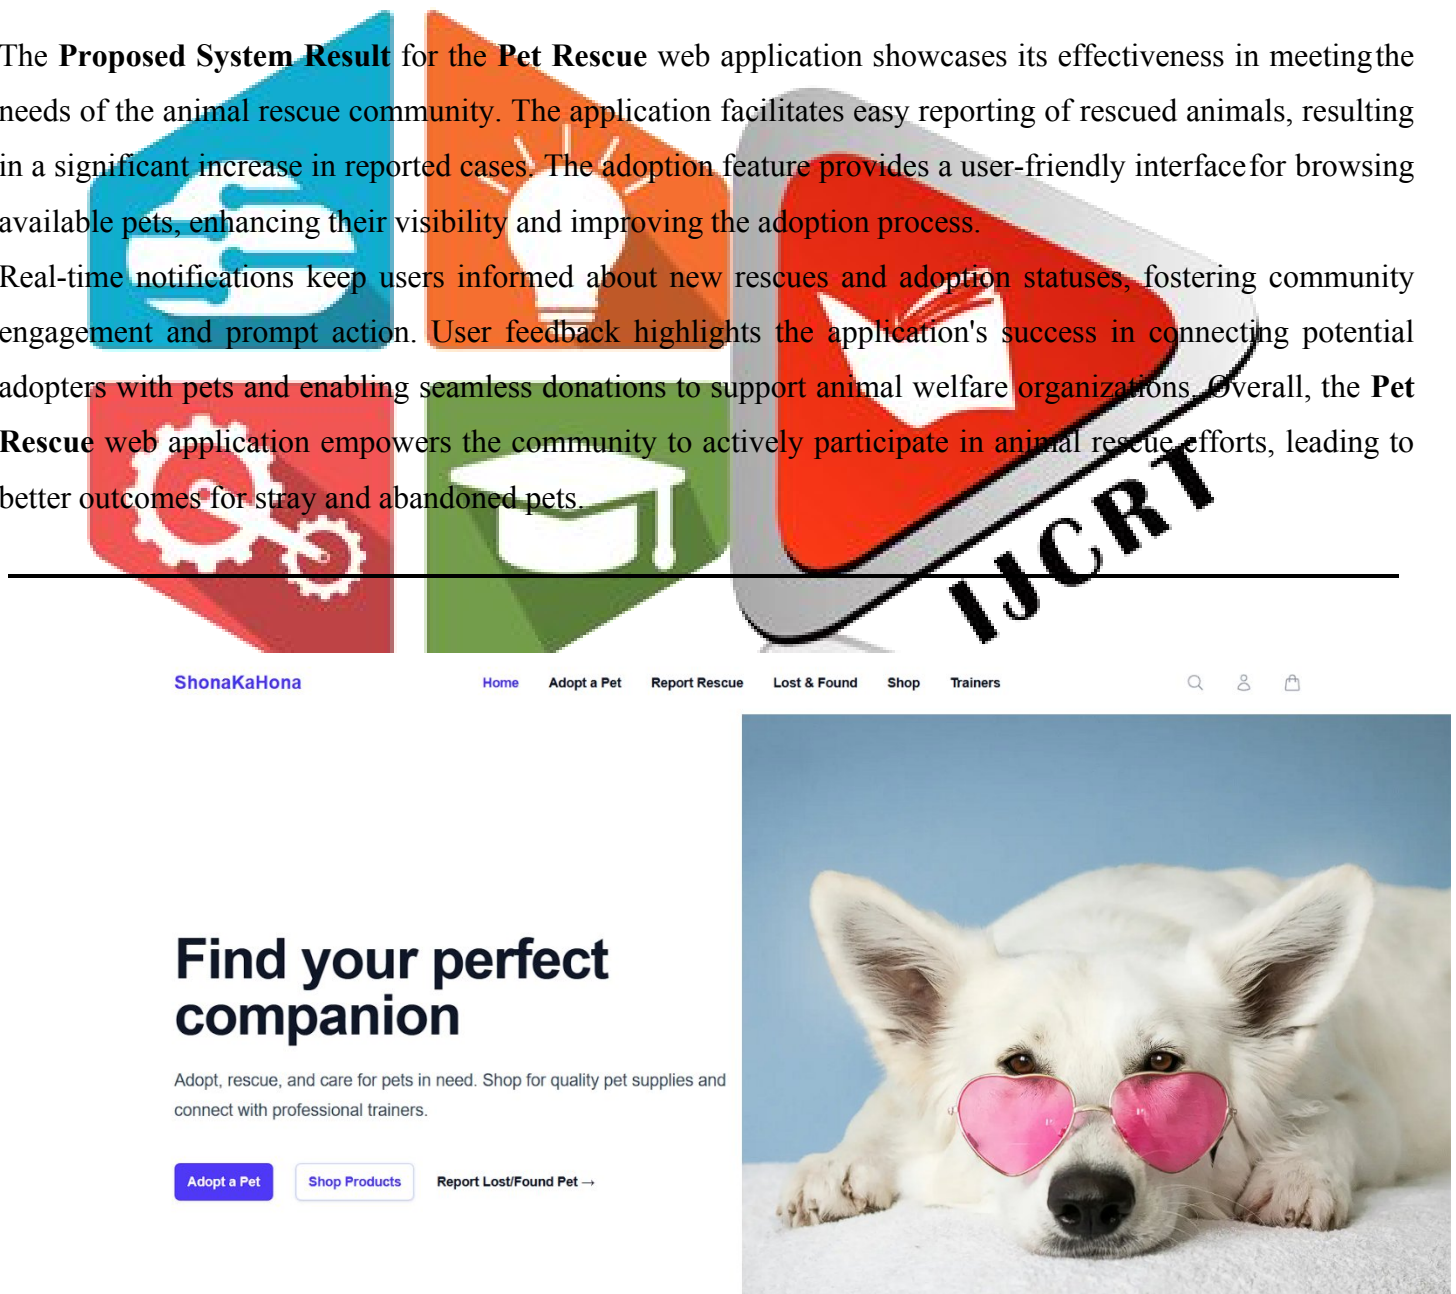 The Proposed System Result for the Pet Rescue web application showcases its effectiveness in meeting the
needs of the animal rescue community. The application facilitates easy reporting of rescued animals, resulting
in a significant increase in reported cases. The adoption feature provides a user-friendly interface for browsing
available pets, enhancing their visibility and improving the adoption process.
Real-time notifications keep users informed about new rescues and adoption statuses, fostering community
engagement and prompt action. User feedback highlights the application's success in connecting potential
adopters with pets and enabling seamless donations to support animal welfare organizations. Overall, the Pet
Rescue web application empowers the community to actively participate in animal rescue efforts, leading to
better outcomes for stray and abandoned pets.
IJCRT
ShonaKaHona Home Adopt a Pet Report Rescue Lost & Found Shop Trainers
Find your perfect
companion
Adopt, rescue, and care for pets in need. Shop for quality pet supplies and
connect with professional trainers.
Adopt a Pet Shop Products Report Lost/Found Pet →